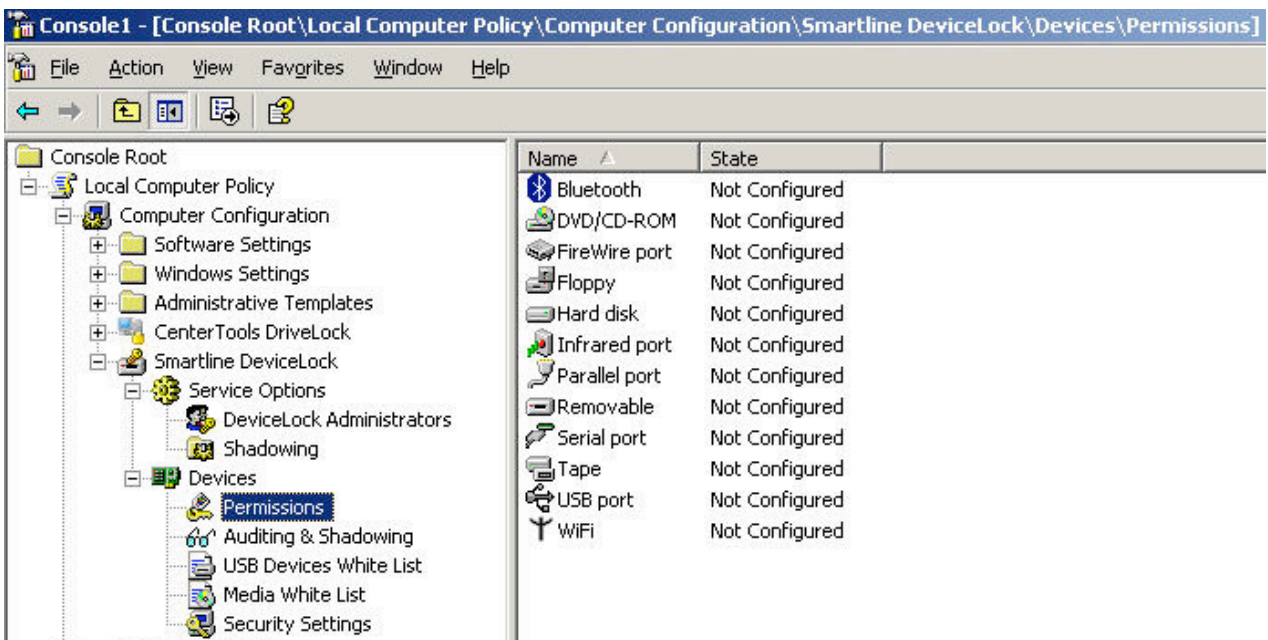 Console1 - [Console Root\Local Computer Policy\Computer Configuration\Smartline DeviceLock\Devices\Permissions]
File Action View Favorites Window Help
Console Root
Local Computer Policy
Computer Configuration
Software Settings
Windows Settings
Administrative Templates
CenterTools DriveLock
Smartline DeviceLock
Service Options
DeviceLock Administrators
Shadowing
Devices
Permissions
Auditing & Shadowing
USB Devices White List
Media White List
Security Settings
Name State
Bluetooth Not Configured
DVD/CD-ROM Not Configured
FireWire port Not Configured
Floppy Not Configured
Hard disk Not Configured
Infrared port Not Configured
Parallel port Not Configured
Removable Not Configured
Serial port Not Configured
Tape Not Configured
USB port Not Configured
WiFi Not Configured